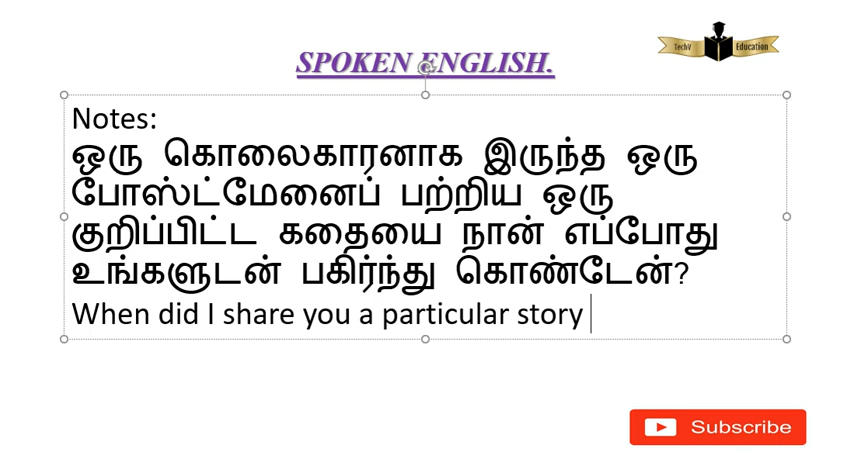 SPOKEN ENGLISH.
TechV Education
Notes:
ஒரு கொலைகாரனாக இருந்த ஒரு
போஸ்ட்மேனைப் பற்றிய ஒரு
குறிப்பிட்ட கதையை நான் எப்போது
உங்களுடன் பகிர்ந்து கொண்டேன்?
When did I share you a particular story
Subscribe